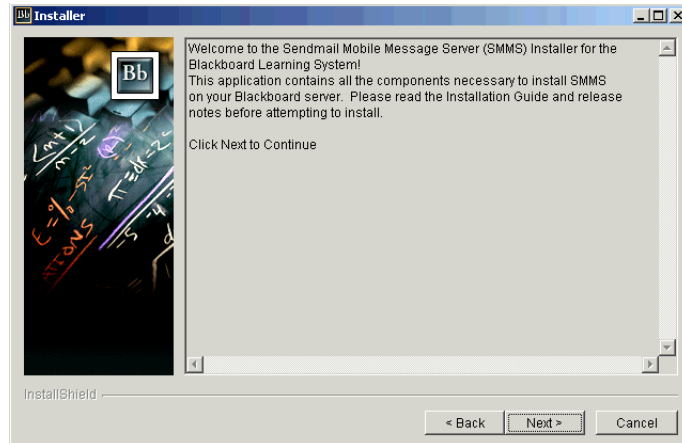 Bb Installer
Bb
Welcome to the Sendmail Mobile Message Server (SMMS) Installer for the
Blackboard Learning System!
This application contains all the components necessary to install SMMS
on your Blackboard server.  Please read the Installation Guide and release
notes before attempting to install.
Click Next to Continue
InstallShield
< Back
Next >
Cancel